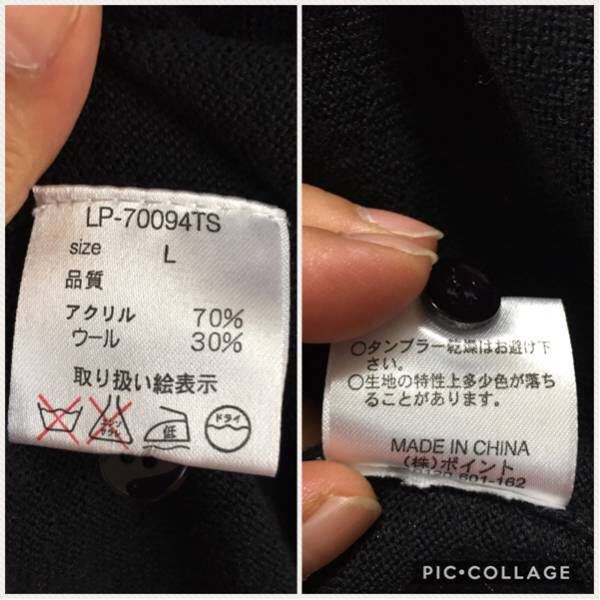 LP-70094TS
size L
品質
アクリル 70%
ウール 30%
取り扱い絵表示
低
ドライ
○タンブラー乾燥はお避け下
さい。
○生地の特性上多少色が落ち
ることがあります。
MADE IN CHINA
(株)ポイント
601-162
PIC•COLLAGE